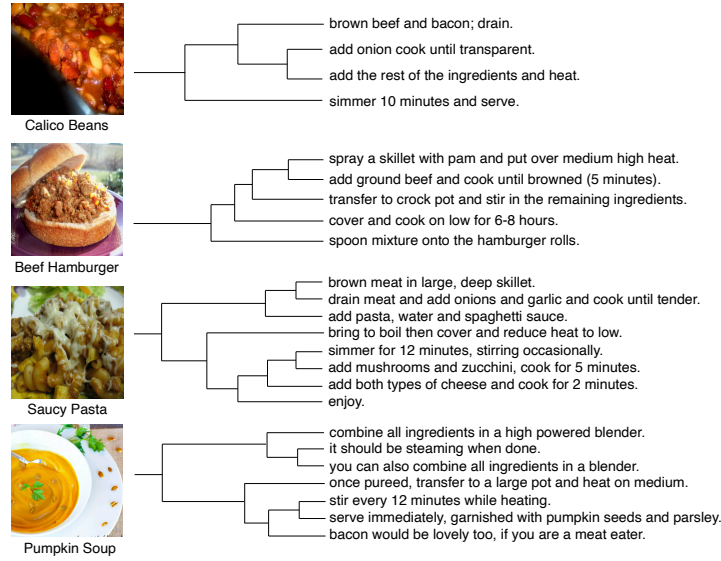 brown beef and bacon; drain.
add onion cook until transparent.
add the rest of the ingredients and heat.
simmer 10 minutes and serve.
Calico Beans
spray a skillet with pam and put over medium high heat.
add ground beef and cook until browned (5 minutes).
transfer to crock pot and stir in the remaining ingredients.
cover and cook on low for 6-8 hours.
spoon mixture onto the hamburger rolls.
Beef Hamburger
brown meat in large, deep skillet.
drain meat and add onions and garlic and cook until tender.
add pasta, water and spaghetti sauce.
bring to boil then cover and reduce heat to low.
simmer for 12 minutes, stirring occasionally.
add mushrooms and zucchini, cook for 5 minutes.
add both types of cheese and cook for 2 minutes.
enjoy.
Saucy Pasta
combine all ingredients in a high powered blender.
it should be steaming when done.
you can also combine all ingredients in a blender.
once pureed, transfer to a large pot and heat on medium.
stir every 12 minutes while heating.
serve immediately, garnished with pumpkin seeds and parsley.
bacon would be lovely too, if you are a meat eater.
Pumpkin Soup